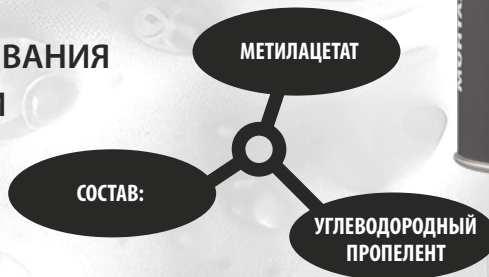 ВАНИЯ
И
МЕТИЛАЦЕТАТ
СОСТАВ:
УГЛЕВОДОРОДНЫЙ
ПРОПЕЛЕНТ